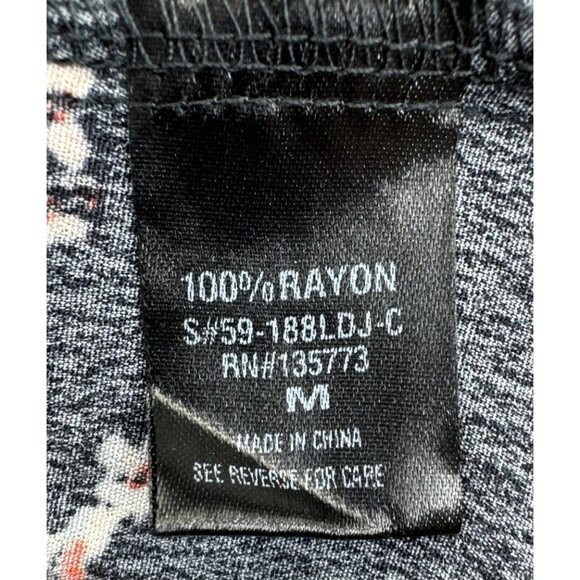 100% RAYON
S#59-188LDJ-C
RN#135773
M
MADE IN CHINA
SEE REVERSE FOR CARE